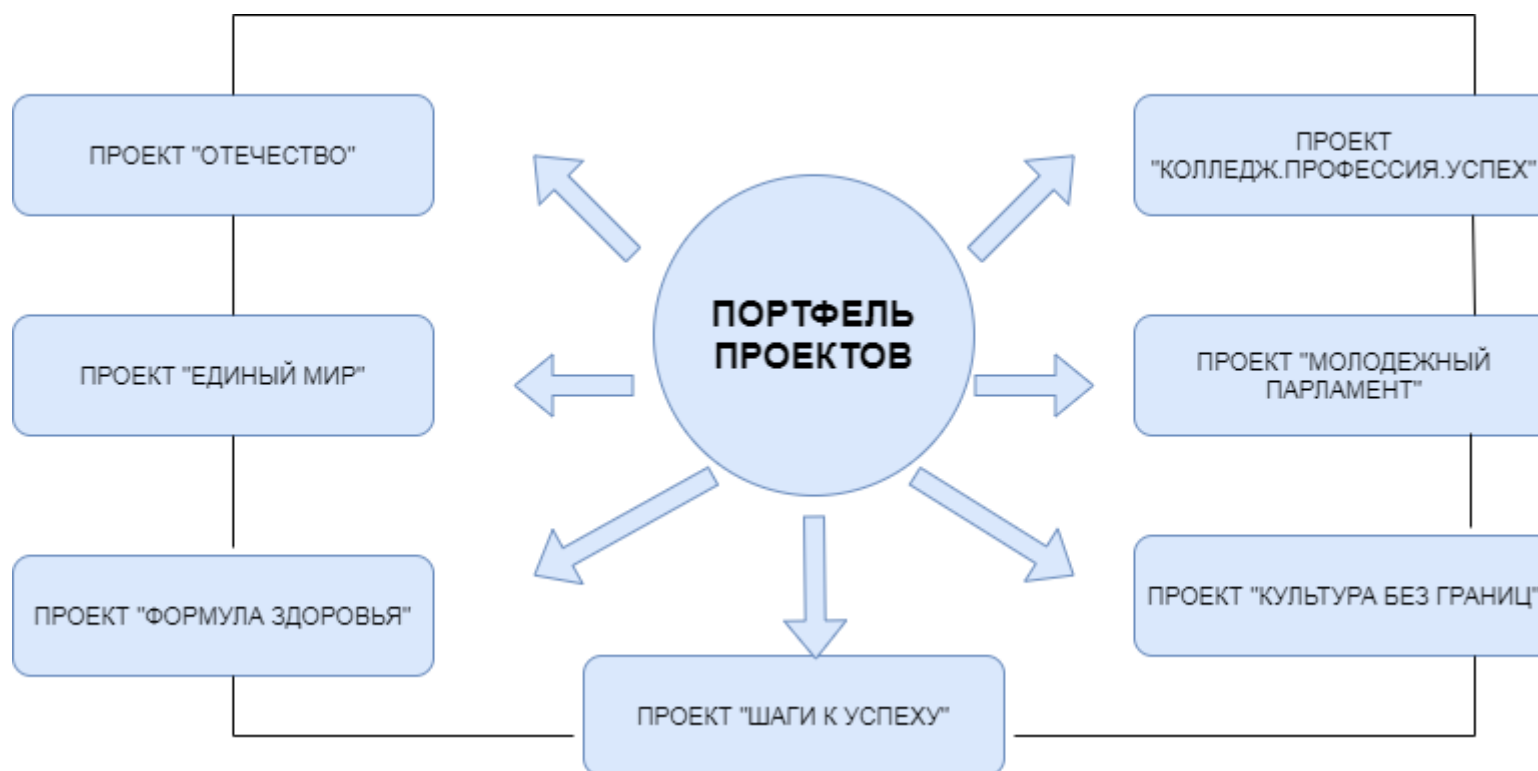 ПРОЕКТ "ОТЕЧЕСТВО"
ПРОЕКТ
"КОЛЛЕДЖ.ПРОФЕССИЯ.УСПЕХ"
ПОРТФЕЛЬ
ПРОЕКТОВ
ПРОЕКТ "ЕДИНЫЙ МИР"
ПРОЕКТ "МОЛОДЕЖНЫЙ
ПАРЛАМЕНТ"
ПРОЕКТ "ФОРМУЛА ЗДОРОВЬЯ"
ПРОЕКТ "КУЛЬТУРА БЕЗ ГРАНИЦ"
ПРОЕКТ "ШАГИ К УСПЕХУ"